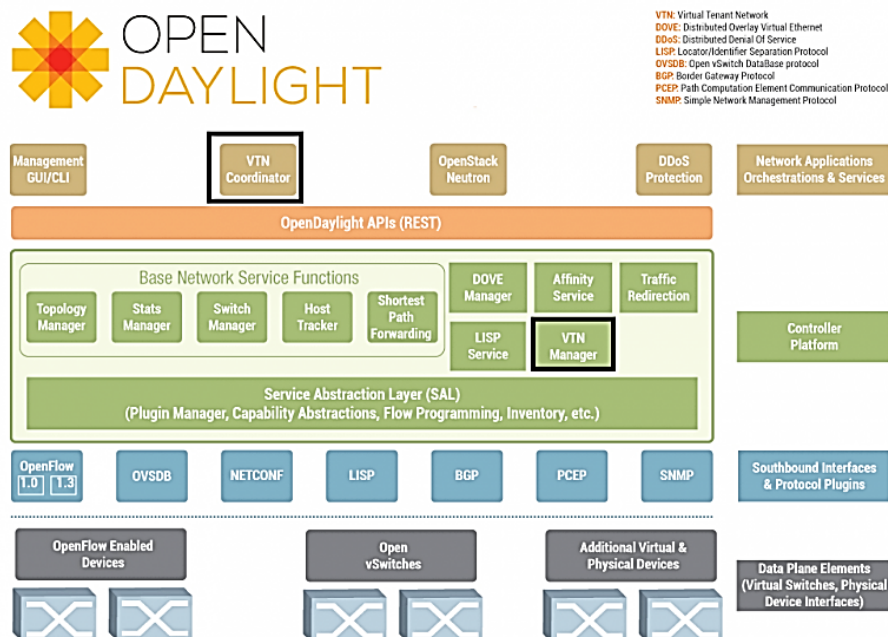 OPEN
DAYLIGHT
VTN: Virtual Tenant Network
DOVE: Distributed Overlay Virtual Ethernet
DDoS: Distributed Denial Of Service
LISP: Locator/Identifier Separation Protocol
OVSDB: Open vSwitch DataBase protocol
BGP: Border Gateway Protocol
PCEP: Path Computation Element Communication Protocol
SNMP: Simple Network Management Protocol
Management
GUI/CLI
VTN
Coordinator
OpenStack
Neutron
DDoS
Protection
Network Applications
Orchestrations & Services
OpenDaylight APIs (REST)
Base Network Service Functions
Topology
Manager
Stats
Manager
Switch
Manager
Host
Tracker
Shortest
Path
Forwarding
DOVE
Manager
Affinity
Service
Traffic
Redirection
LISP
Service
VTN
Manager
Controller
Platform
Service Abstraction Layer (SAL)
(Plugin Manager, Capability Abstractions, Flow Programming, Inventory, etc.)
OpenFlow
1.0 1.3
OVSDB
NETCONF
LISP
BGP
PCEP
SNMP
Southbound Interfaces
& Protocol Plugins
OpenFlow Enabled
Devices
Open
vSwitches
Additional Virtual &
Physical Devices
Data Plane Elements
(Virtual Switches, Physical
Device Interfaces)